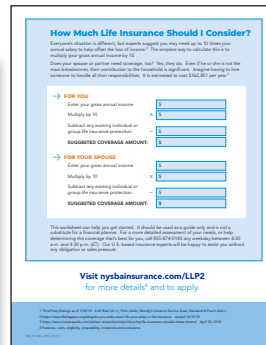 How Much Life Insurance Should I Consider?
Everyone's situation is different, but experts suggest you may need up to 10 times your
annual salary to help offset the loss of income.² The simplest way to calculate this is to
multiply your annual gross income by 10.
Does your spouse or partner need coverage, too? Yes, they do. Even if he or she is not the
main breadwinner, their contribution to the household is significant. Imagine having to hire
someone to handle all their responsibilities. It is estimated to cost $162,851 per year.³
FOR YOU
Enter your gross annual income $
Multiply by 10 x $
Subtract any existing individual or
group life insurance protection. – $
SUGGESTED COVERAGE AMOUNT: $
FOR YOUR SPOUSE
Enter your gross annual income $
Multiply by 10 x $
Subtract any existing individual or
group life insurance protection. – $
SUGGESTED COVERAGE AMOUNT: $
This worksheet can help you get started. It should be used as a guide only and is not a
substitute for a financial planner. For a more detailed assessment of your needs, or help
determining the coverage that's best for you, call 855-874-0140 any weekday between 8:30
a.m. and 4:30 p.m. (ET). Our U.S.-based insurance experts will be happy to assist you without
any obligation or sales pressure.
Visit nysbainsurance.com/LLP2
for more details⁴ and to apply.